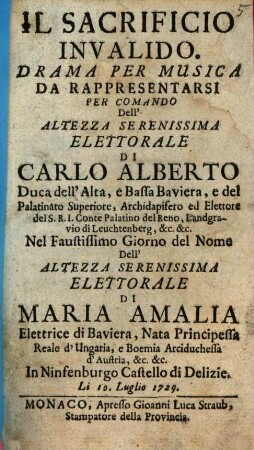 5
IL SACRIFICIO
INVALIDO.
DRAMA PER MUSICA
DA RAPPRESENTARSI
PER COMANDO
Dell'
ALTEZZA SERENISSIMA
ELETTORALE
DI
CARLO ALBERTO
Duca dell'Alta, e Bassa Baviera, e del
Palatinato Superiore, Archidapifero ed Elettore
del S. R. I. Conte Palatino del Reno, Landgra-
vio di Leuchtenberg, &c. &c.
Nel Faustissimo Giorno del Nome
Dell'
ALTEZZA SERENISSIMA
ELETTORALE
DI
MARIA AMALIA
Elettrice di Baviera, Nata Principessa
Reale d'Ungaria, e Boemia Arciduchessa
d'Austria, &c. &c.
In Ninfenburgo Castello di Delizie.
Li 10. Luglio 1729.
MONACO, Apresso Gioanni Luca Straub,
Stampatore della Provincia.